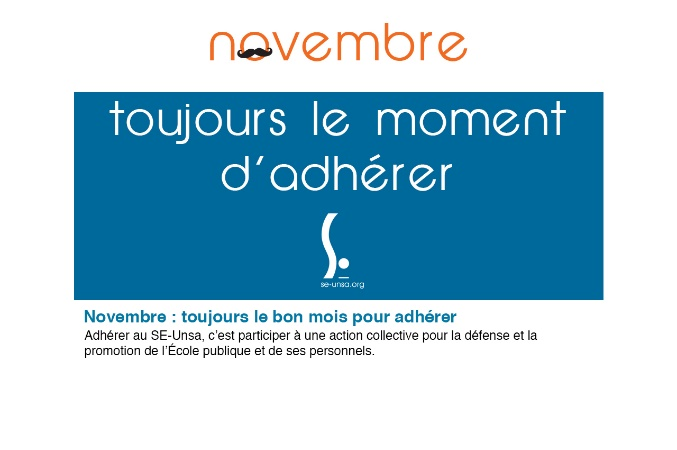 novembre
toujours le moment
d'adhérer
se-unsa.org
Novembre : toujours le bon mois pour adhérer
Adhérer au SE-Unsa, c'est participer à une action collective pour la défense et la
promotion de l'École publique et de ses personnels.